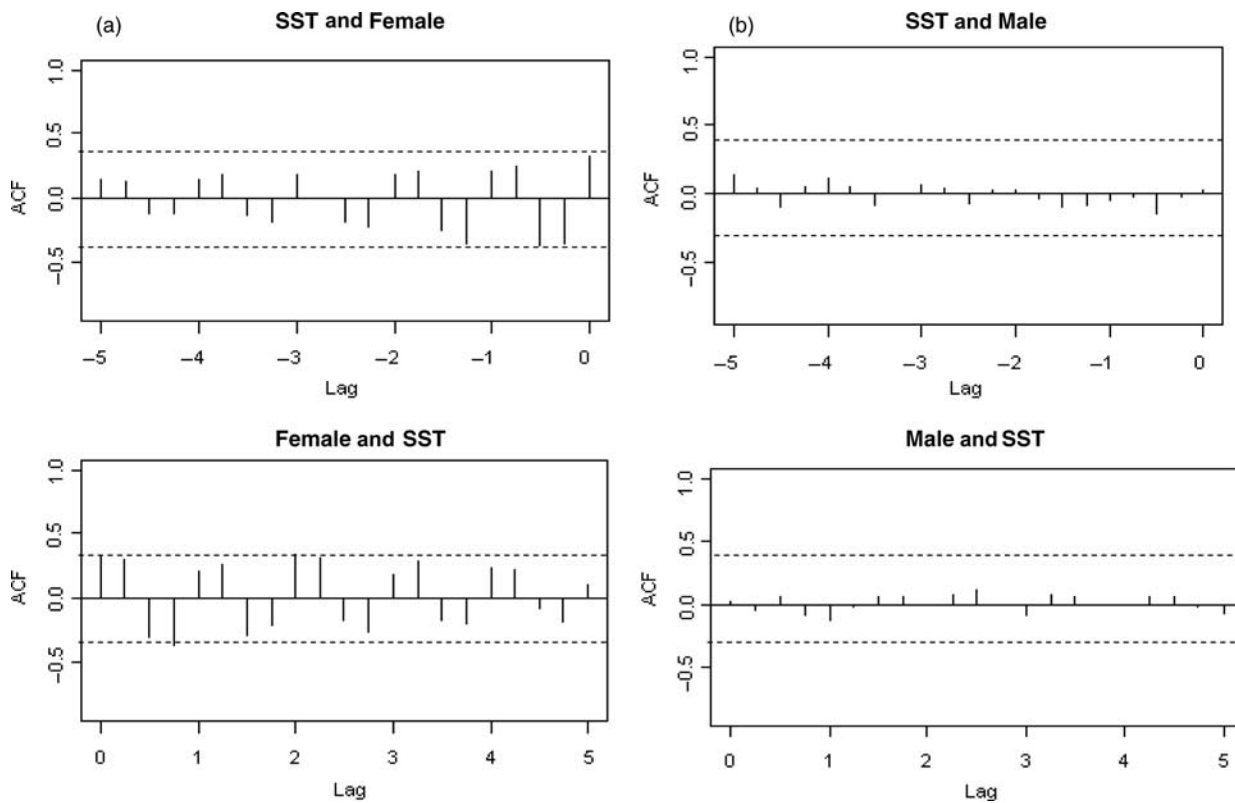 (a) SST and Female
ACF
1.0
0.5
0.0
–0.5
–5 –4 –3 –2 –1 0
Lag
(b) SST and Male
ACF
1.0
0.5
0.0
–0.5
–5 –4 –3 –2 –1 0
Lag
Female and SST
ACF
1.0
0.5
0.0
–0.5
0 1 2 3 4 5
Lag
Male and SST
ACF
1.0
0.5
0.0
–0.5
0 1 2 3 4 5
Lag